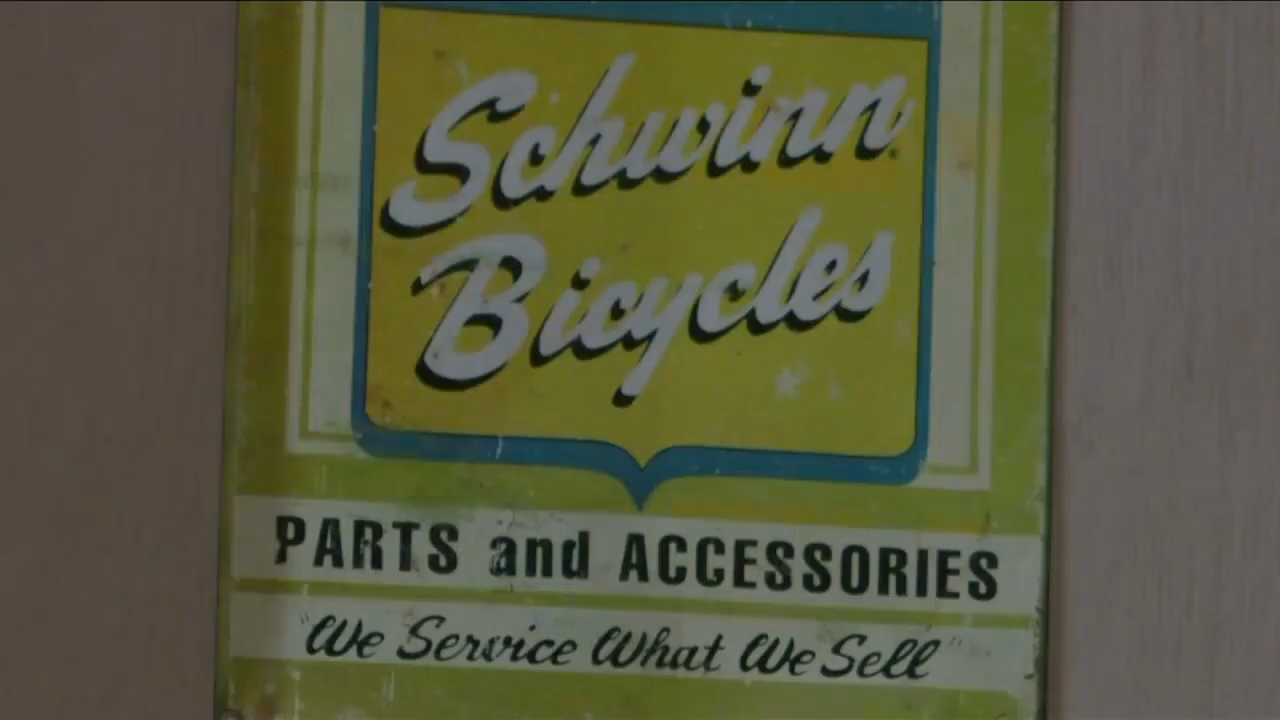 Schwinn
Bicycles
PARTS and ACCESSORIES
"We Service What We Sell"